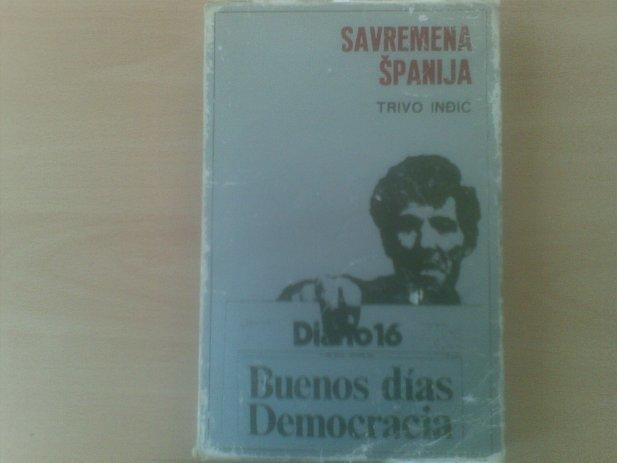 SAVREMENA
ŠPANIJA
TRIVO INĐIĆ
Diario16
Buenos días
Democracia